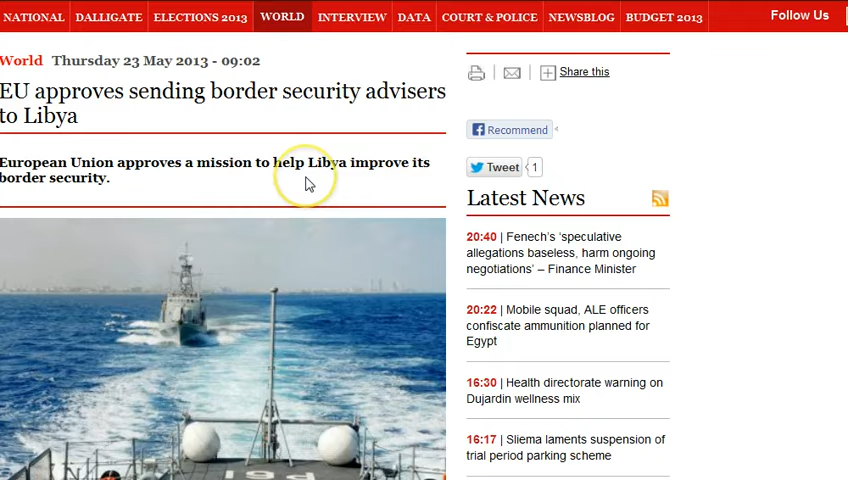 NATIONAL DALLIGATE ELECTIONS 2013 WORLD INTERVIEW DATA COURT & POLICE NEWSBLOG BUDGET 2013 Follow Us
World Thursday 23 May 2013 - 09:02
EU approves sending border security advisers
to Libya
European Union approves a mission to help Libya improve its
border security.
P61
Share this
Recommend
Tweet 1
Latest News
20:40 | Fenech's 'speculative
allegations baseless, harm ongoing
negotiations' – Finance Minister
20:22 | Mobile squad, ALE officers
confiscate ammunition planned for
Egypt
16:30 | Health directorate warning on
Dujardin wellness mix
16:17 | Sliema laments suspension of
trial period parking scheme